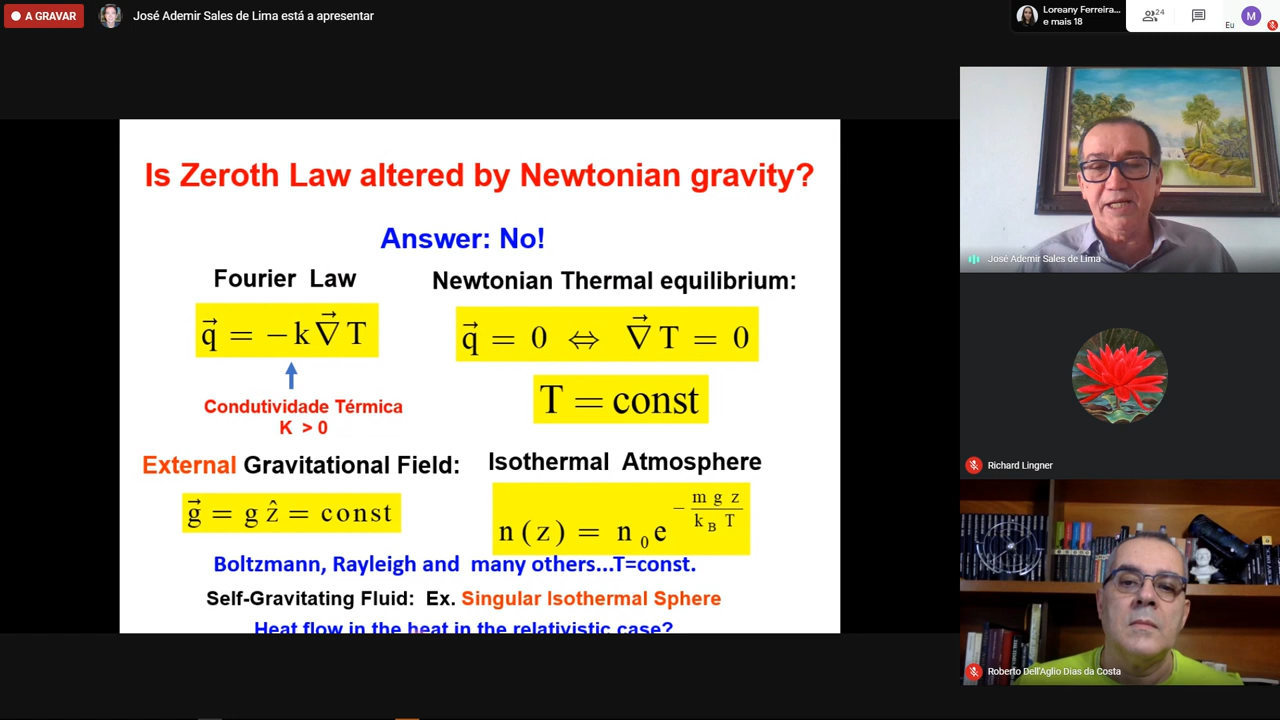 A GRAVAR
José Ademir Sales de Lima está a apresentar
Loreany Ferreira...
e mais 18
24
Eu
M
Is Zeroth Law altered by Newtonian gravity?
Answer: No!
Fourier Law
Newtonian Thermal equilibrium:
q⃗ = − k ∇⃗ T
q⃗ = 0 ⇔ ∇⃗ T = 0
Condutividade Térmica
K > 0
T = const
External Gravitational Field:
Isothermal Atmosphere
g⃗ = g ẑ = const
n(z) = n₀ e^{−\frac{m g z}{k_B T}}
Boltzmann, Rayleigh and many others...T=const.
Self-Gravitating Fluid: Ex. Singular Isothermal Sphere
Heat flow in the heat in the relativistic case?
José Ademir Sales de Lima
Richard Lingner
Roberto Dell'Aglio Dias da Costa